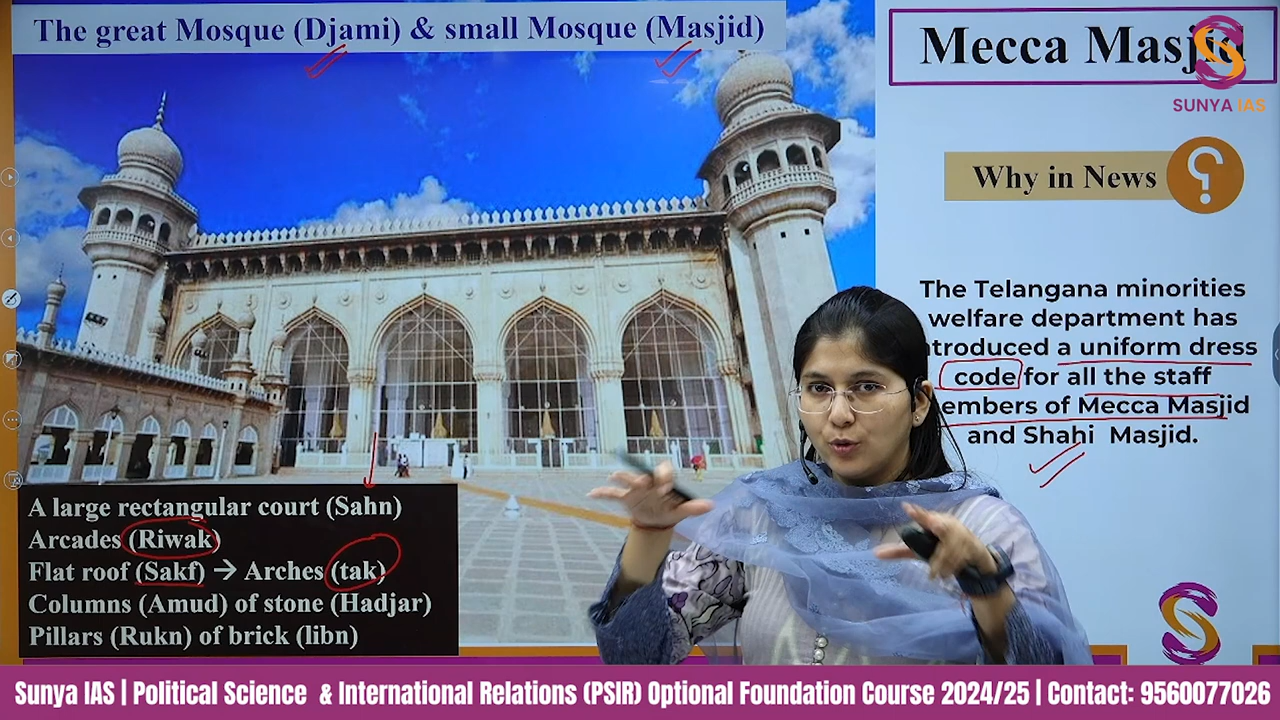 The great Mosque (Djami) & small Mosque (Masjid)
Mecca Masjid
SUNYA IAS
Why in News
The Telangana minorities
welfare department has
troduced a uniform dress
code for all the staff
embers of Mecca Masjid
and Shahi Masjid.
A large rectangular court (Sahn)
Arcades (Riwak)
Flat roof (Sakf) → Arches (tak)
Columns (Amud) of stone (Hadjar)
Pillars (Rukn) of brick (libn)
Sunya IAS | Political Science & International Relations (PSIR) Optional Foundation Course 2024/25 | Contact: 9560077026